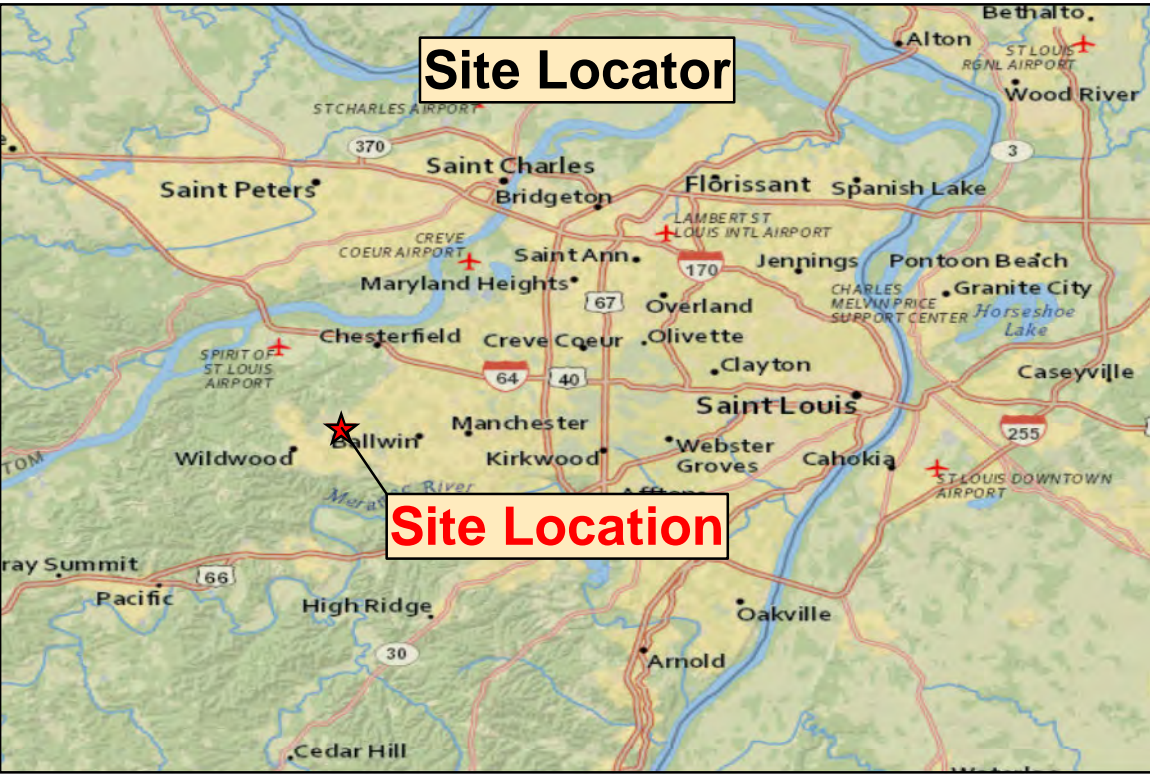 Bethalto
Alton
ST LOUIS
RGNL AIRPORT
Site Locator
Wood River
ST CHARLES AIRPORT
370
3
Saint Charles
Saint Peters
Bridgeton
Florissant
Spanish Lake
LAMBERT ST
LOUIS INTL AIRPORT
CREVE
COEUR AIRPORT
Saint Ann
170
Jennings
Pontoon Beach
Maryland Heights
67
Overland
CHARLES
MELVIN PRICE
SUPPORT CENTER
Granite City
Horseshoe
Lake
Chesterfield
Creve Coeur
Olivette
SPIRIT OF
ST LOUIS
AIRPORT
64
40
Clayton
Caseyville
Saint Louis
Manchester
Ballwin
255
Wildwood
Kirkwood
Webster
Groves
Cahokia
TOM
ST LOUIS DOWNTOWN
AIRPORT
River
Site Location
ray Summit
66
Pacific
High Ridge
Oakville
30
Arnold
Cedar Hill